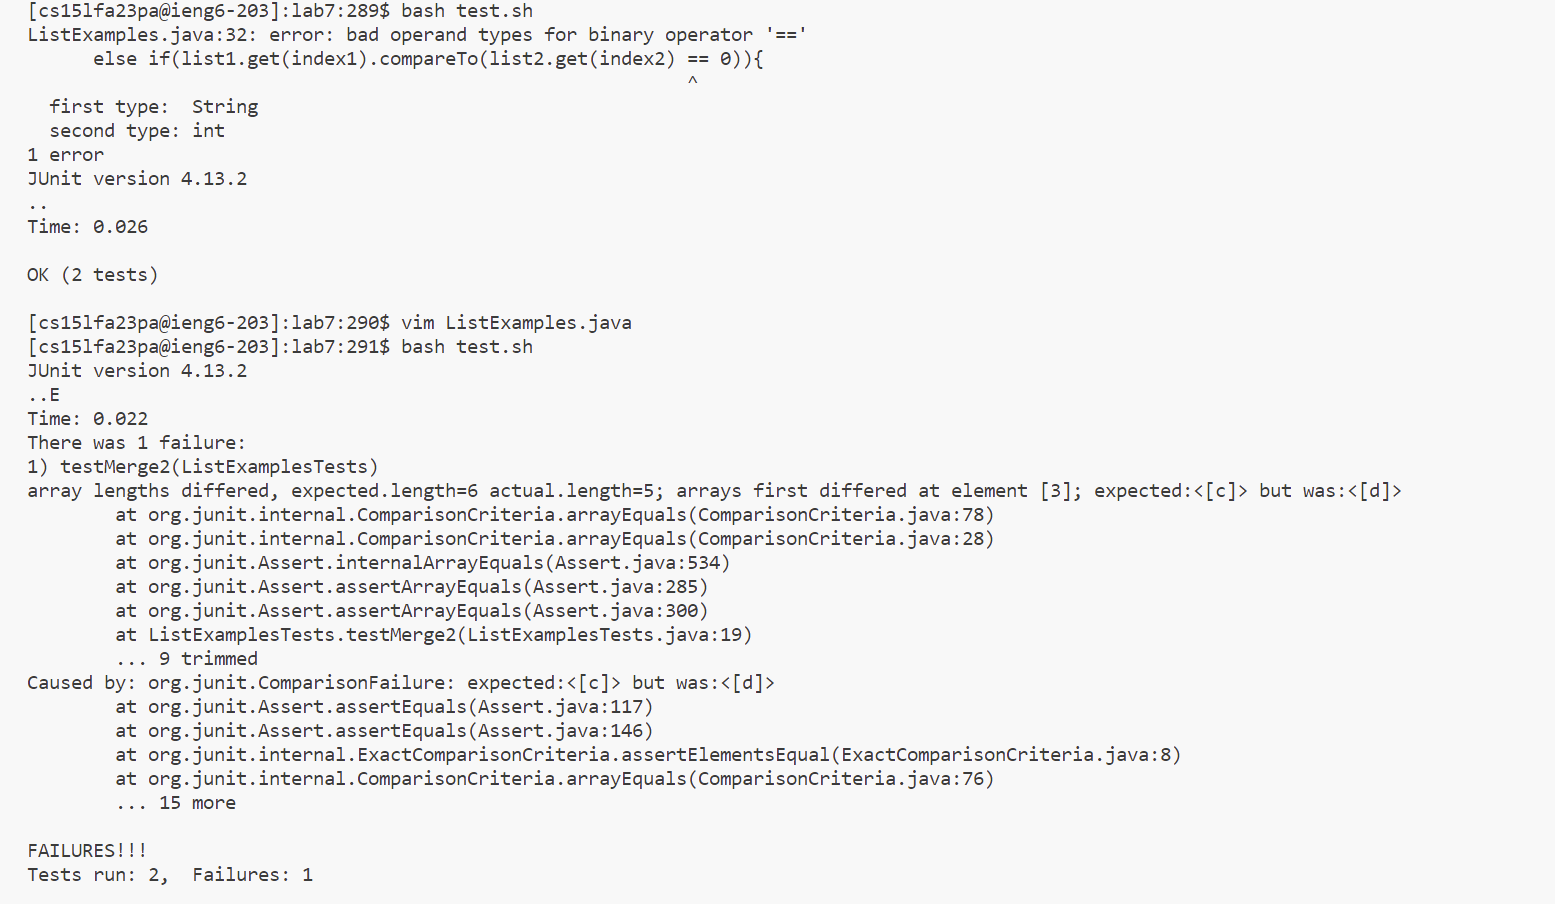 [cs15lfa23pa@ieng6-203]:lab7:289$ bash test.sh
ListExamples.java:32: error: bad operand types for binary operator '=='
      else if(list1.get(index1).compareTo(list2.get(index2) == 0)){
                                                            ^
  first type:  String
  second type: int
1 error
JUnit version 4.13.2
..
Time: 0.026

OK (2 tests)

[cs15lfa23pa@ieng6-203]:lab7:290$ vim ListExamples.java
[cs15lfa23pa@ieng6-203]:lab7:291$ bash test.sh
JUnit version 4.13.2
..E
Time: 0.022
There was 1 failure:
1) testMerge2(ListExamplesTests)
array lengths differed, expected.length=6 actual.length=5; arrays first differed at element [3]; expected:<[c]> but was:<[d]>
        at org.junit.internal.ComparisonCriteria.arrayEquals(ComparisonCriteria.java:78)
        at org.junit.internal.ComparisonCriteria.arrayEquals(ComparisonCriteria.java:28)
        at org.junit.Assert.internalArrayEquals(Assert.java:534)
        at org.junit.Assert.assertArrayEquals(Assert.java:285)
        at org.junit.Assert.assertArrayEquals(Assert.java:300)
        at ListExamplesTests.testMerge2(ListExamplesTests.java:19)
        ... 9 trimmed
Caused by: org.junit.ComparisonFailure: expected:<[c]> but was:<[d]>
        at org.junit.Assert.assertEquals(Assert.java:117)
        at org.junit.Assert.assertEquals(Assert.java:146)
        at org.junit.internal.ExactComparisonCriteria.assertElementsEqual(ExactComparisonCriteria.java:8)
        at org.junit.internal.ComparisonCriteria.arrayEquals(ComparisonCriteria.java:76)
        ... 15 more

FAILURES!!!
Tests run: 2,  Failures: 1